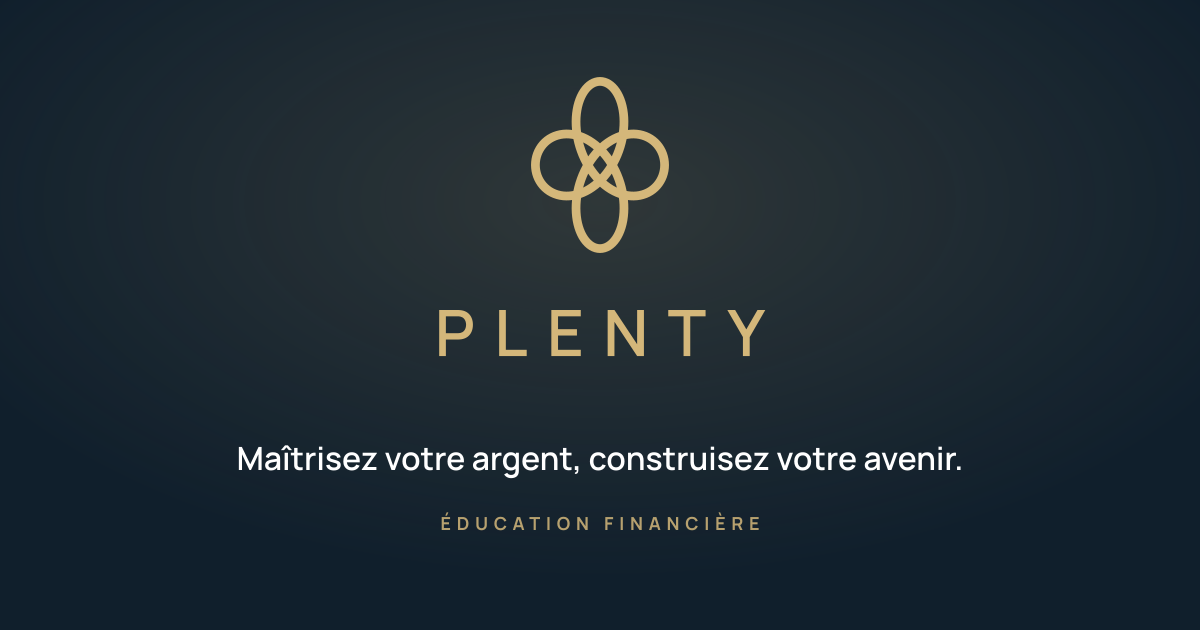 PLENTY
Maîtrisez votre argent, construisez votre avenir.
ÉDUCATION FINANCIÈRE